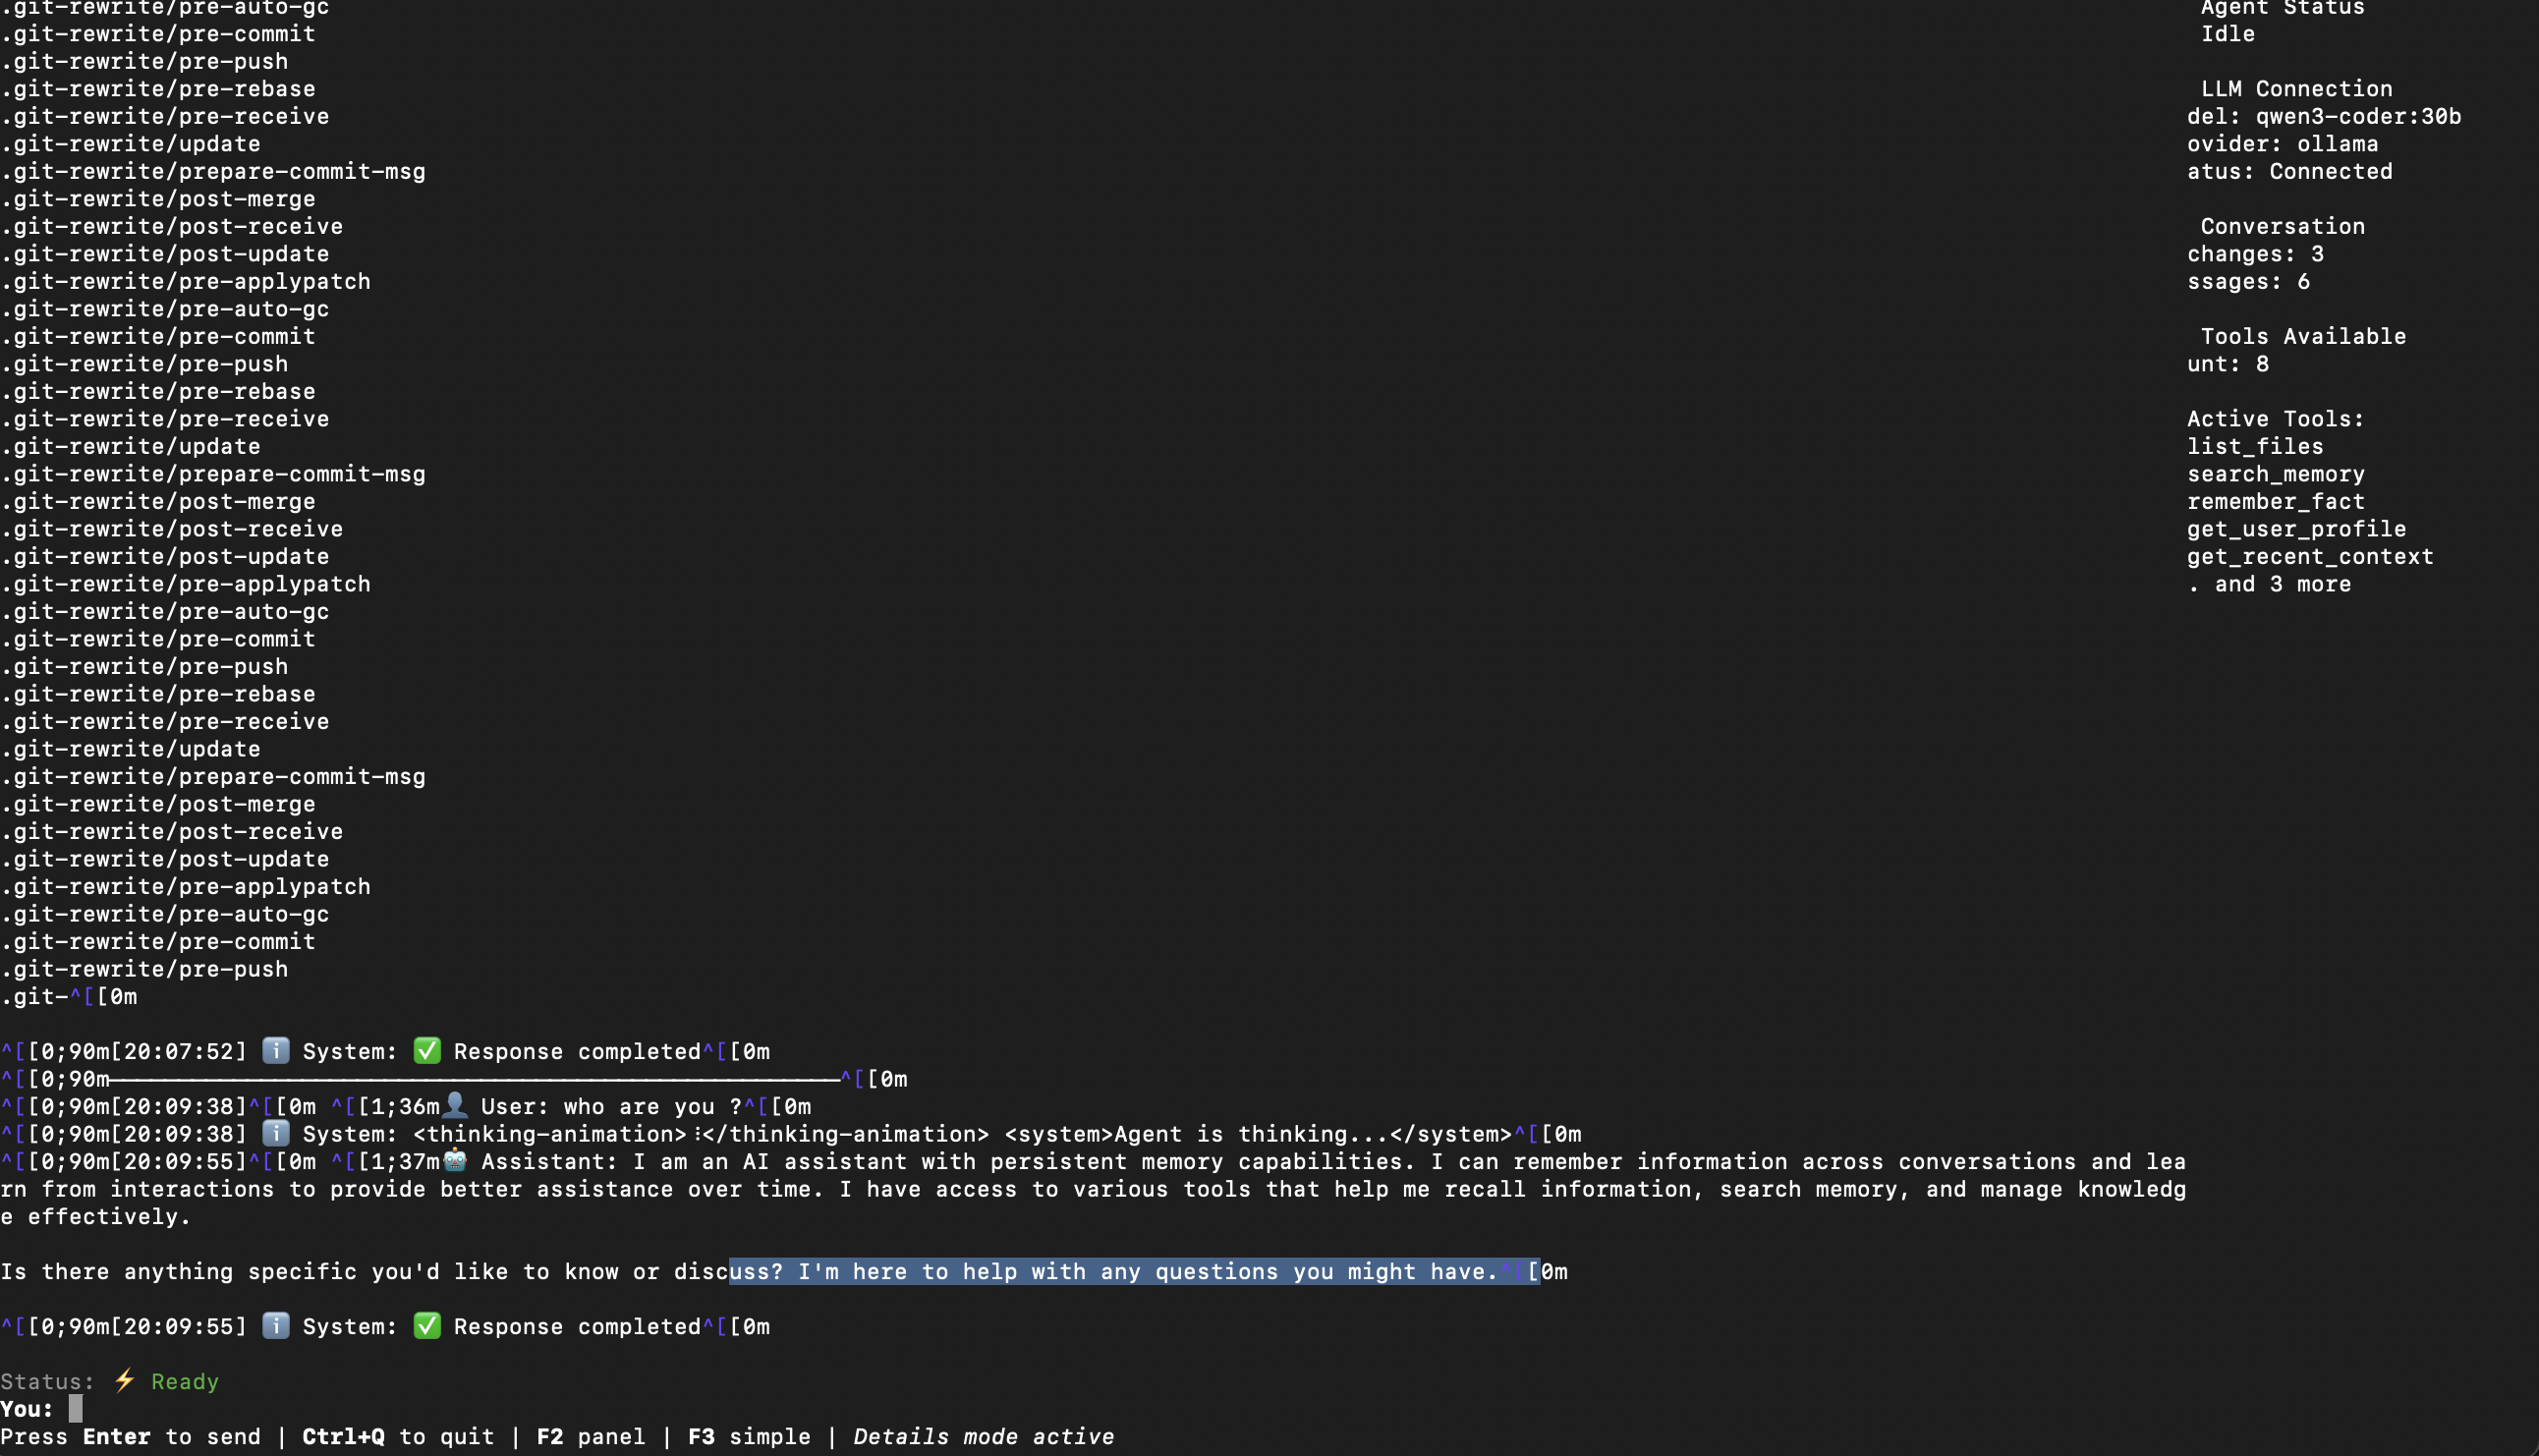 .git-rewrite/pre-auto-gc
.git-rewrite/pre-commit
.git-rewrite/pre-push
.git-rewrite/pre-rebase
.git-rewrite/pre-receive
.git-rewrite/update
.git-rewrite/prepare-commit-msg
.git-rewrite/post-merge
.git-rewrite/post-receive
.git-rewrite/post-update
.git-rewrite/pre-applypatch
.git-rewrite/pre-auto-gc
.git-rewrite/pre-commit
.git-rewrite/pre-push
.git-rewrite/pre-rebase
.git-rewrite/pre-receive
.git-rewrite/update
.git-rewrite/prepare-commit-msg
.git-rewrite/post-merge
.git-rewrite/post-receive
.git-rewrite/post-update
.git-rewrite/pre-applypatch
.git-rewrite/pre-auto-gc
.git-rewrite/pre-commit
.git-rewrite/pre-push
.git-rewrite/pre-rebase
.git-rewrite/pre-receive
.git-rewrite/update
.git-rewrite/prepare-commit-msg
.git-rewrite/post-merge
.git-rewrite/post-receive
.git-rewrite/post-update
.git-rewrite/pre-applypatch
.git-rewrite/pre-auto-gc
.git-rewrite/pre-commit
.git-rewrite/pre-push
.git-^[[0m
^[[0;90m[20:07:52] ℹ️ System: ✅ Response completed^[[0m
^[[0;90m─────────────────────────────────────────────────────^[[0m
^[[0;90m[20:09:38]^[[0m ^[[1;36m👤 User: who are you ?^[[0m
^[[0;90m[20:09:38] ℹ️ System: <thinking-animation>⠸</thinking-animation> <system>Agent is thinking...</system>^[[0m
^[[0;90m[20:09:55]^[[0m ^[[1;37m🤖 Assistant: I am an AI assistant with persistent memory capabilities. I can remember information across conversations and lea
rn from interactions to provide better assistance over time. I have access to various tools that help me recall information, search memory, and manage knowledg
e effectively.
Is there anything specific you'd like to know or discuss? I'm here to help with any questions you might have.^[[0m
^[[0;90m[20:09:55] ℹ️ System: ✅ Response completed^[[0m
Status: ⚡ Ready
You:
Press Enter to send | Ctrl+Q to quit | F2 panel | F3 simple | Details mode active
Agent Status
Idle
LLM Connection
del: qwen3-coder:30b
ovider: ollama
atus: Connected
Conversation
changes: 3
ssages: 6
Tools Available
unt: 8
Active Tools:
list_files
search_memory
remember_fact
get_user_profile
get_recent_context
. and 3 more